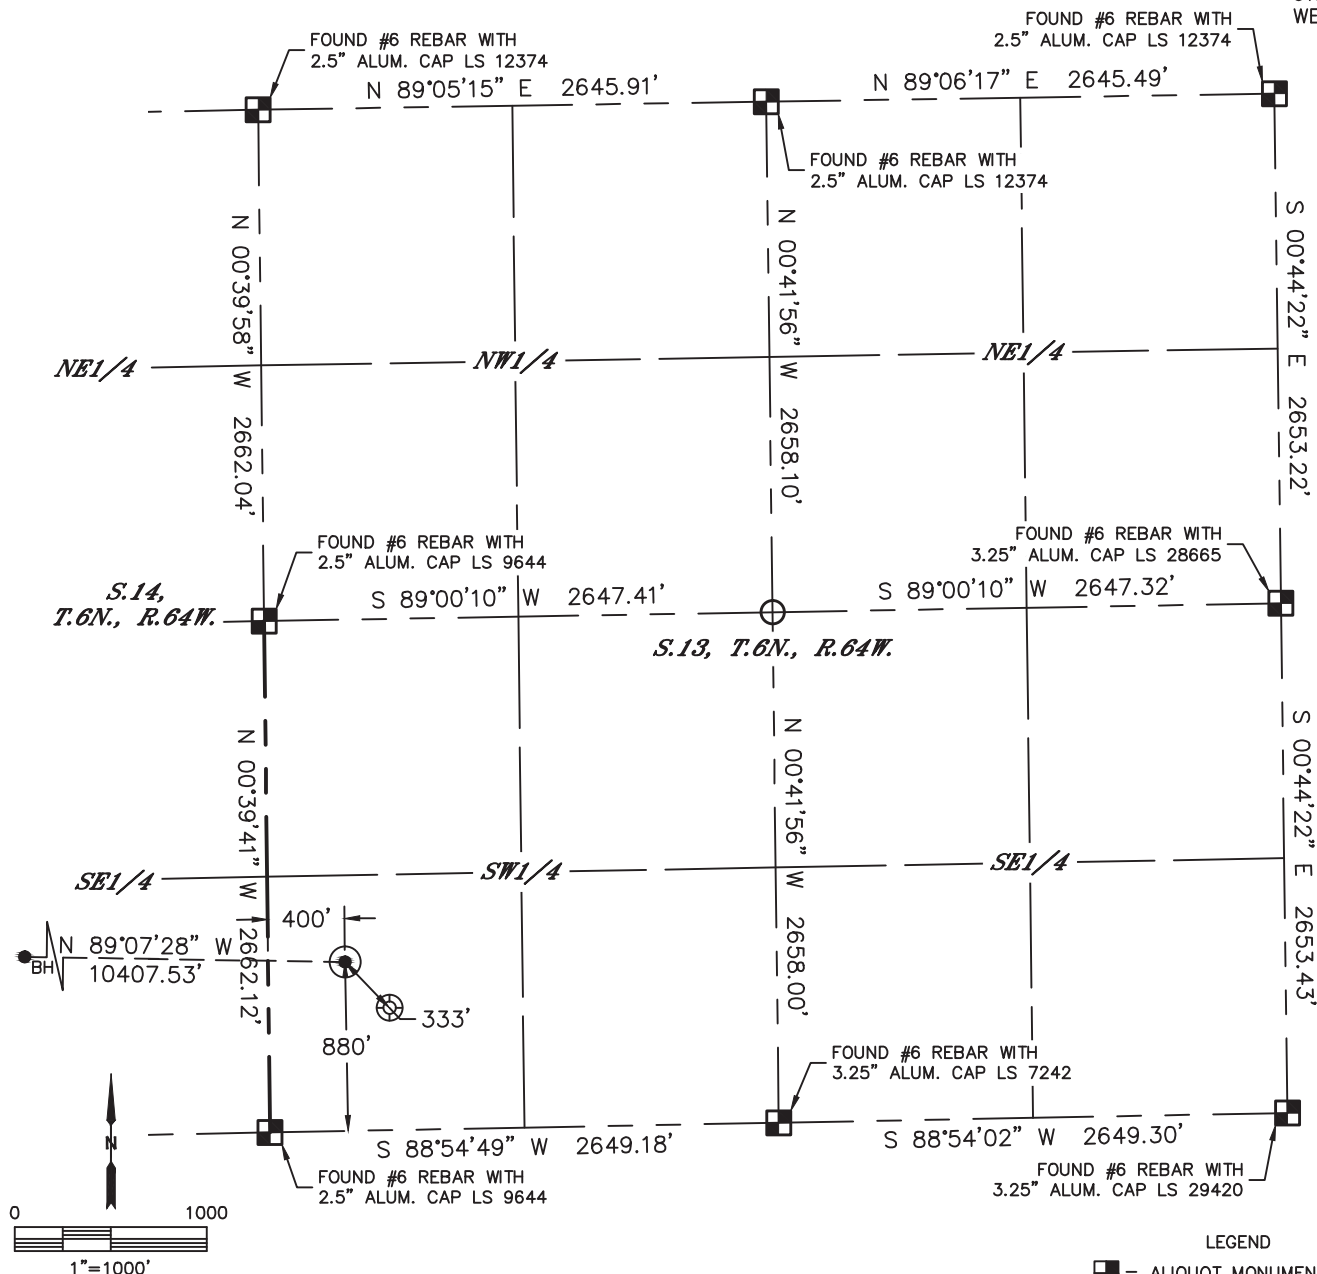 WE
FOUND #6 REBAR WITH
2.5" ALUM. CAP LS 12374
FOUND #6 REBAR WITH
2.5" ALUM. CAP LS 12374
N 89°05'15" E 2645.91'
N 89°06'17" E 2645.49'
FOUND #6 REBAR WITH
2.5" ALUM. CAP LS 12374
N 00°39'58" W 2662.04'
N 00°41'56" W 2658.10'
S 00°44'22" E 2653.22'
NE1/4
NW1/4
NE1/4
FOUND #6 REBAR WITH
2.5" ALUM. CAP LS 9644
FOUND #6 REBAR WITH
3.25" ALUM. CAP LS 28665
S.14,
T.6N., R.64W.
S 89°00'10" W 2647.41'
S 89°00'10" W 2647.32'
S.13, T.6N., R.64W.
N 00°39'41" W 2662.12'
N 00°41'56" W 2658.00'
S 00°44'22" E 2653.43'
SE1/4
SW1/4
SE1/4
400'
N 89°07'28" W
BH
10407.53'
333'
880'
FOUND #6 REBAR WITH
3.25" ALUM. CAP LS 7242
N
S 88°54'49" W 2649.18'
S 88°54'02" W 2649.30'
FOUND #6 REBAR WITH
2.5" ALUM. CAP LS 9644
FOUND #6 REBAR WITH
3.25" ALUM. CAP LS 29420
0 1000
1"=1000'
LEGEND
= ALIQUOT MONUMEN